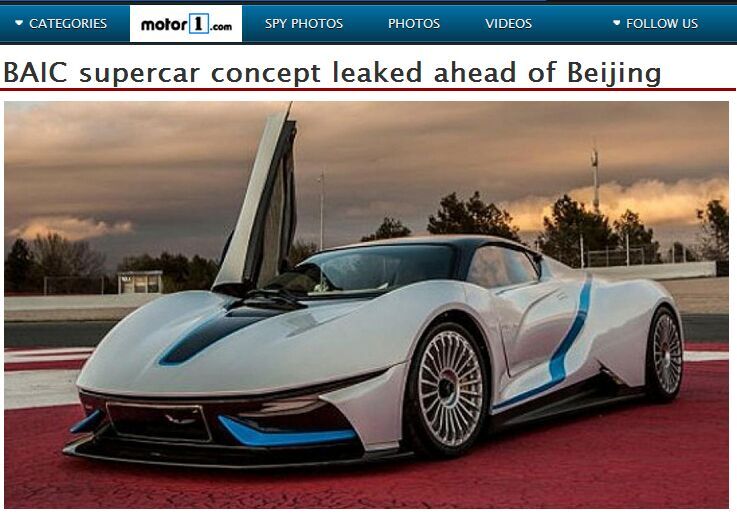 CATEGORIES motor1.com SPY PHOTOS PHOTOS VIDEOS FOLLOW US
BAIC supercar concept leaked ahead of Beijing